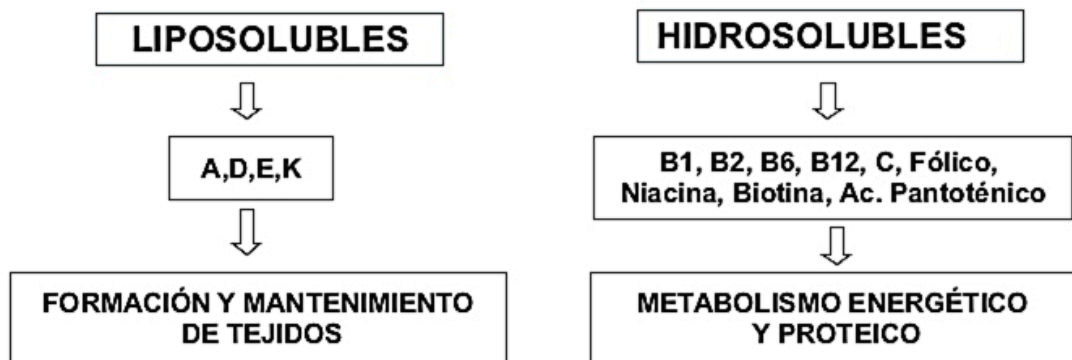 LIPOSOLUBLES
A,D,E,K
FORMACIÓN Y MANTENIMIENTO
DE TEJIDOS
HIDROSOLUBLES
B1, B2, B6, B12, C, Fólico,
Niacina, Biotina, Ac. Pantoténico
METABOLISMO ENERGÉTICO
Y PROTEICO